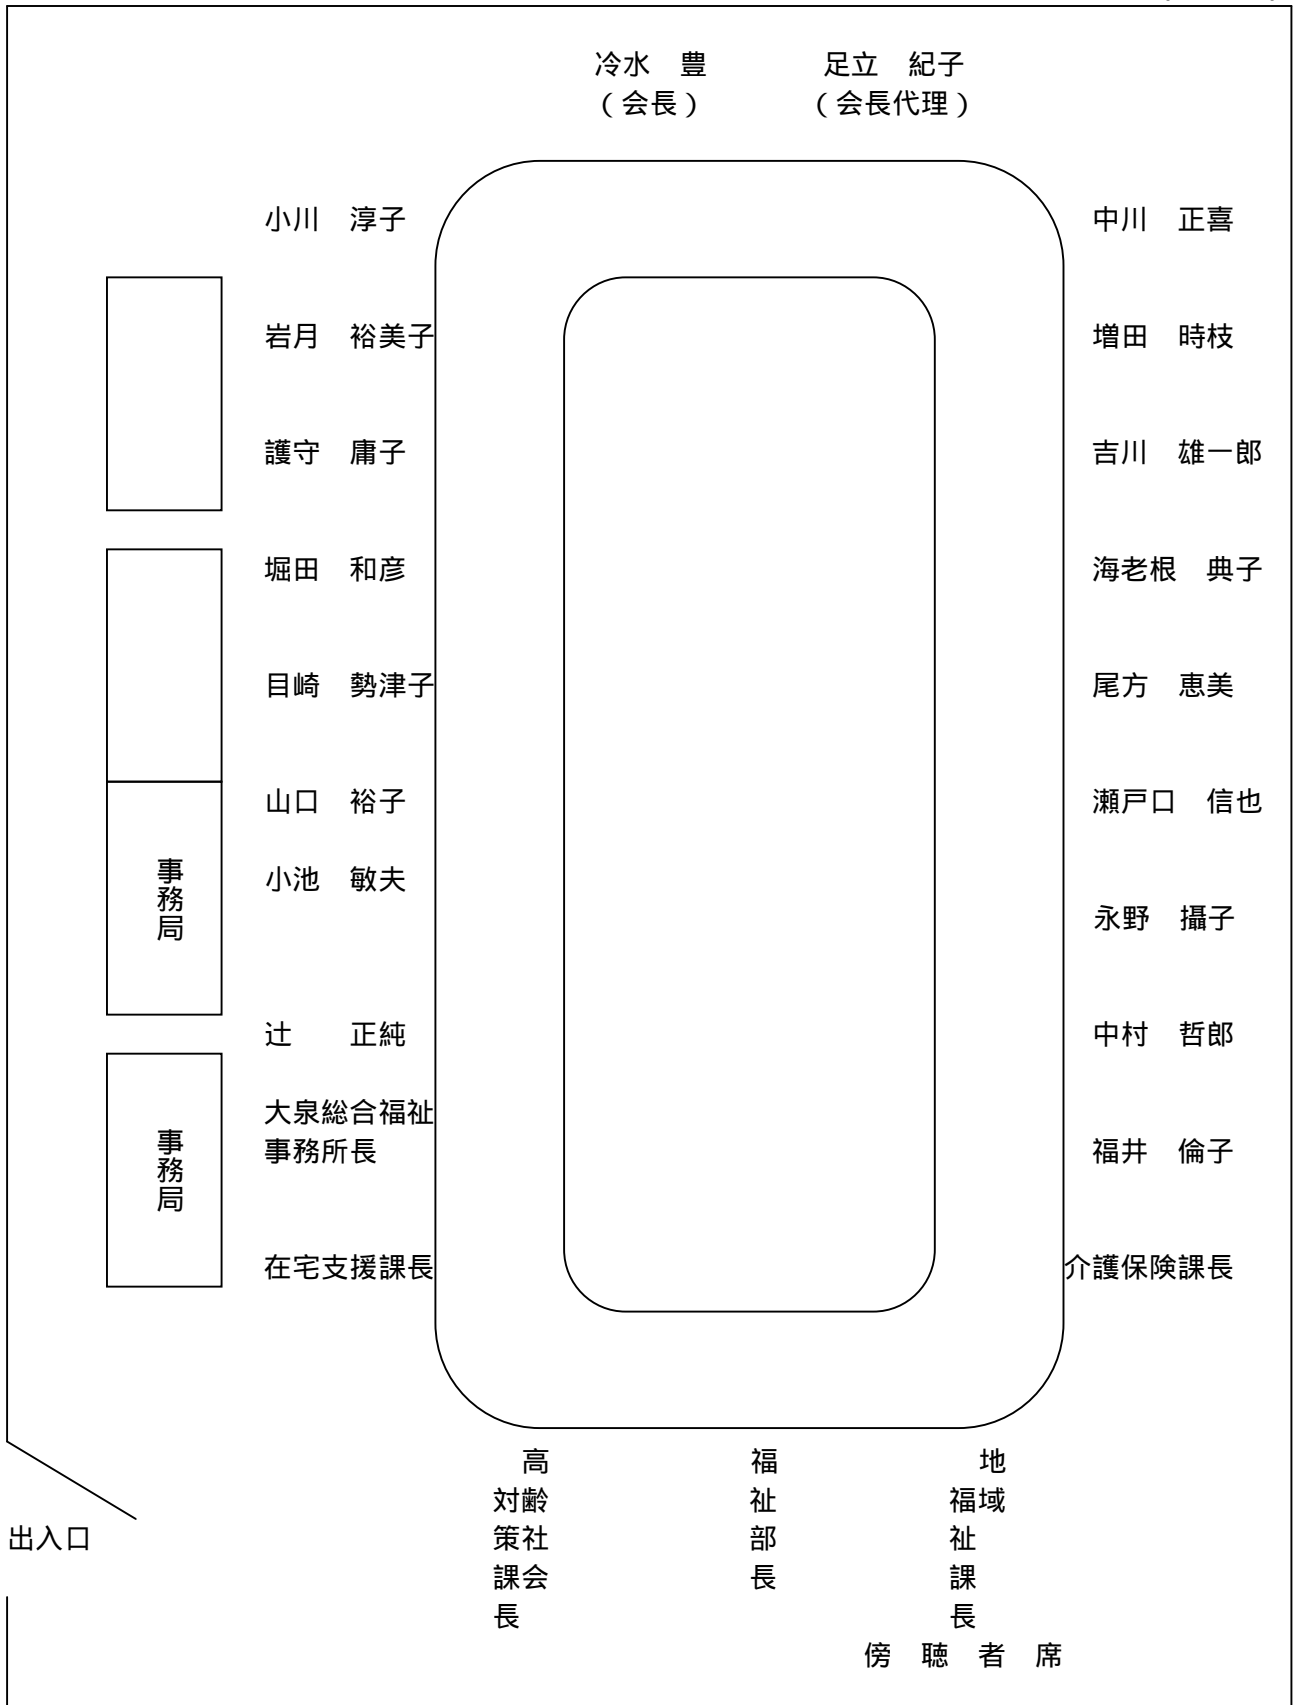 冷水　豊
（会長）
足立　紀子
（会長代理）
小川　淳子
岩月　裕美子
護守　庸子
堀田　和彦
目崎　勢津子
山口　裕子
小池　敏夫
辻　　正純
大泉総合福祉
事務所長
在宅支援課長
事務局
事務局
中川　正喜
増田　時枝
吉川　雄一郎
海老根　典子
尾方　恵美
瀬戸口　信也
永野　攝子
中村　哲郎
福井　倫子
介護保険課長
高齢社会
対策課長
福祉部長
地域
福祉課長
出入口
傍　聴　者　席